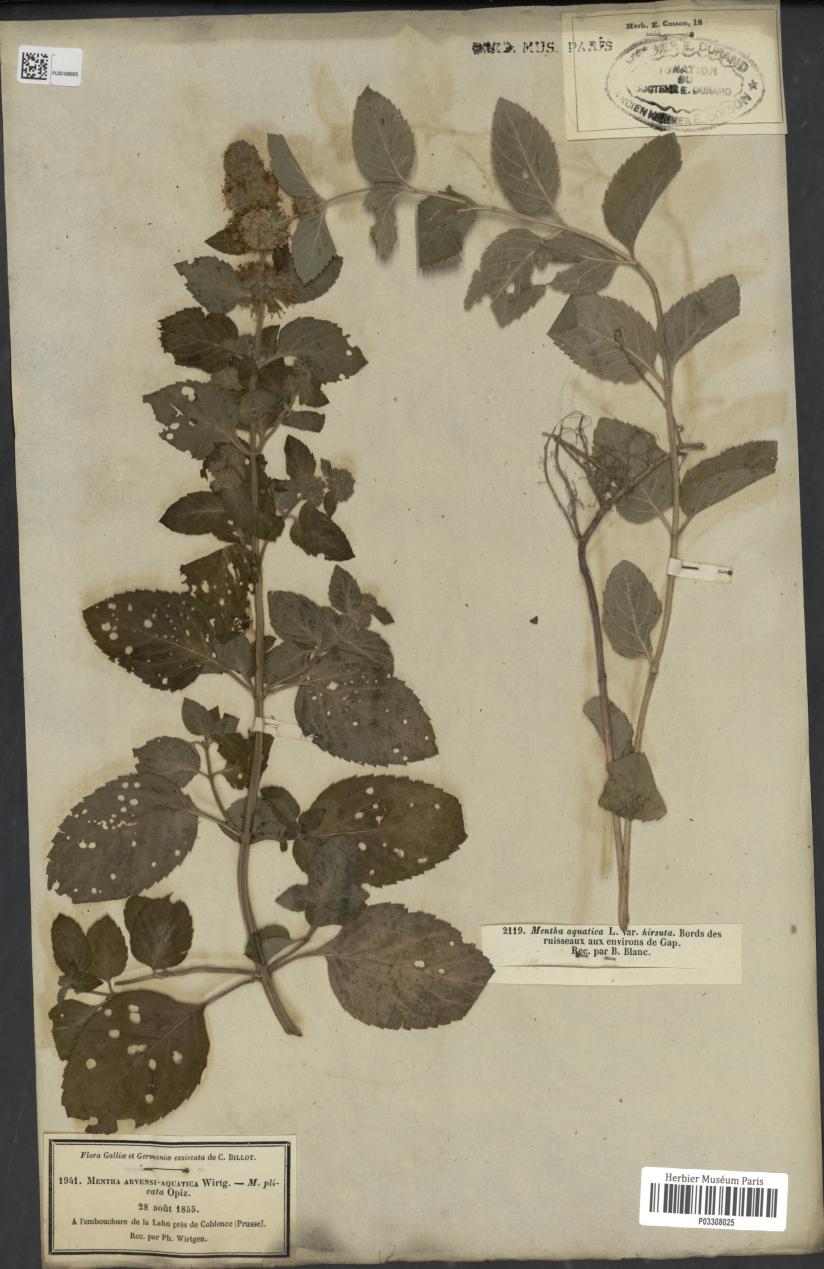 P03308025
HERB. MUS. PARIS
Herb. E. Cosson, 18
HERBIER E. DURAND
DONATION
DU
DOCTEUR E. DURAND
ANCIEN HERBIER E. COSSON
2119. Mentha aquatica L. var. hirsuta. Bords des
ruisseaux aux environs de Gap.
Rec. par B. Blanc.
Flora Galliæ et Germaniæ exsiccata de C. BILLOT.
1941. MENTHA ARVENSI-AQUATICA Wirtg. — M. pli-
cata Opiz.
28 août 1855.
A l'embouchure de la Lahn près de Coblence (Prusse).
Rec. par Ph. Wirtgen.
Herbier Muséum Paris
P03308025